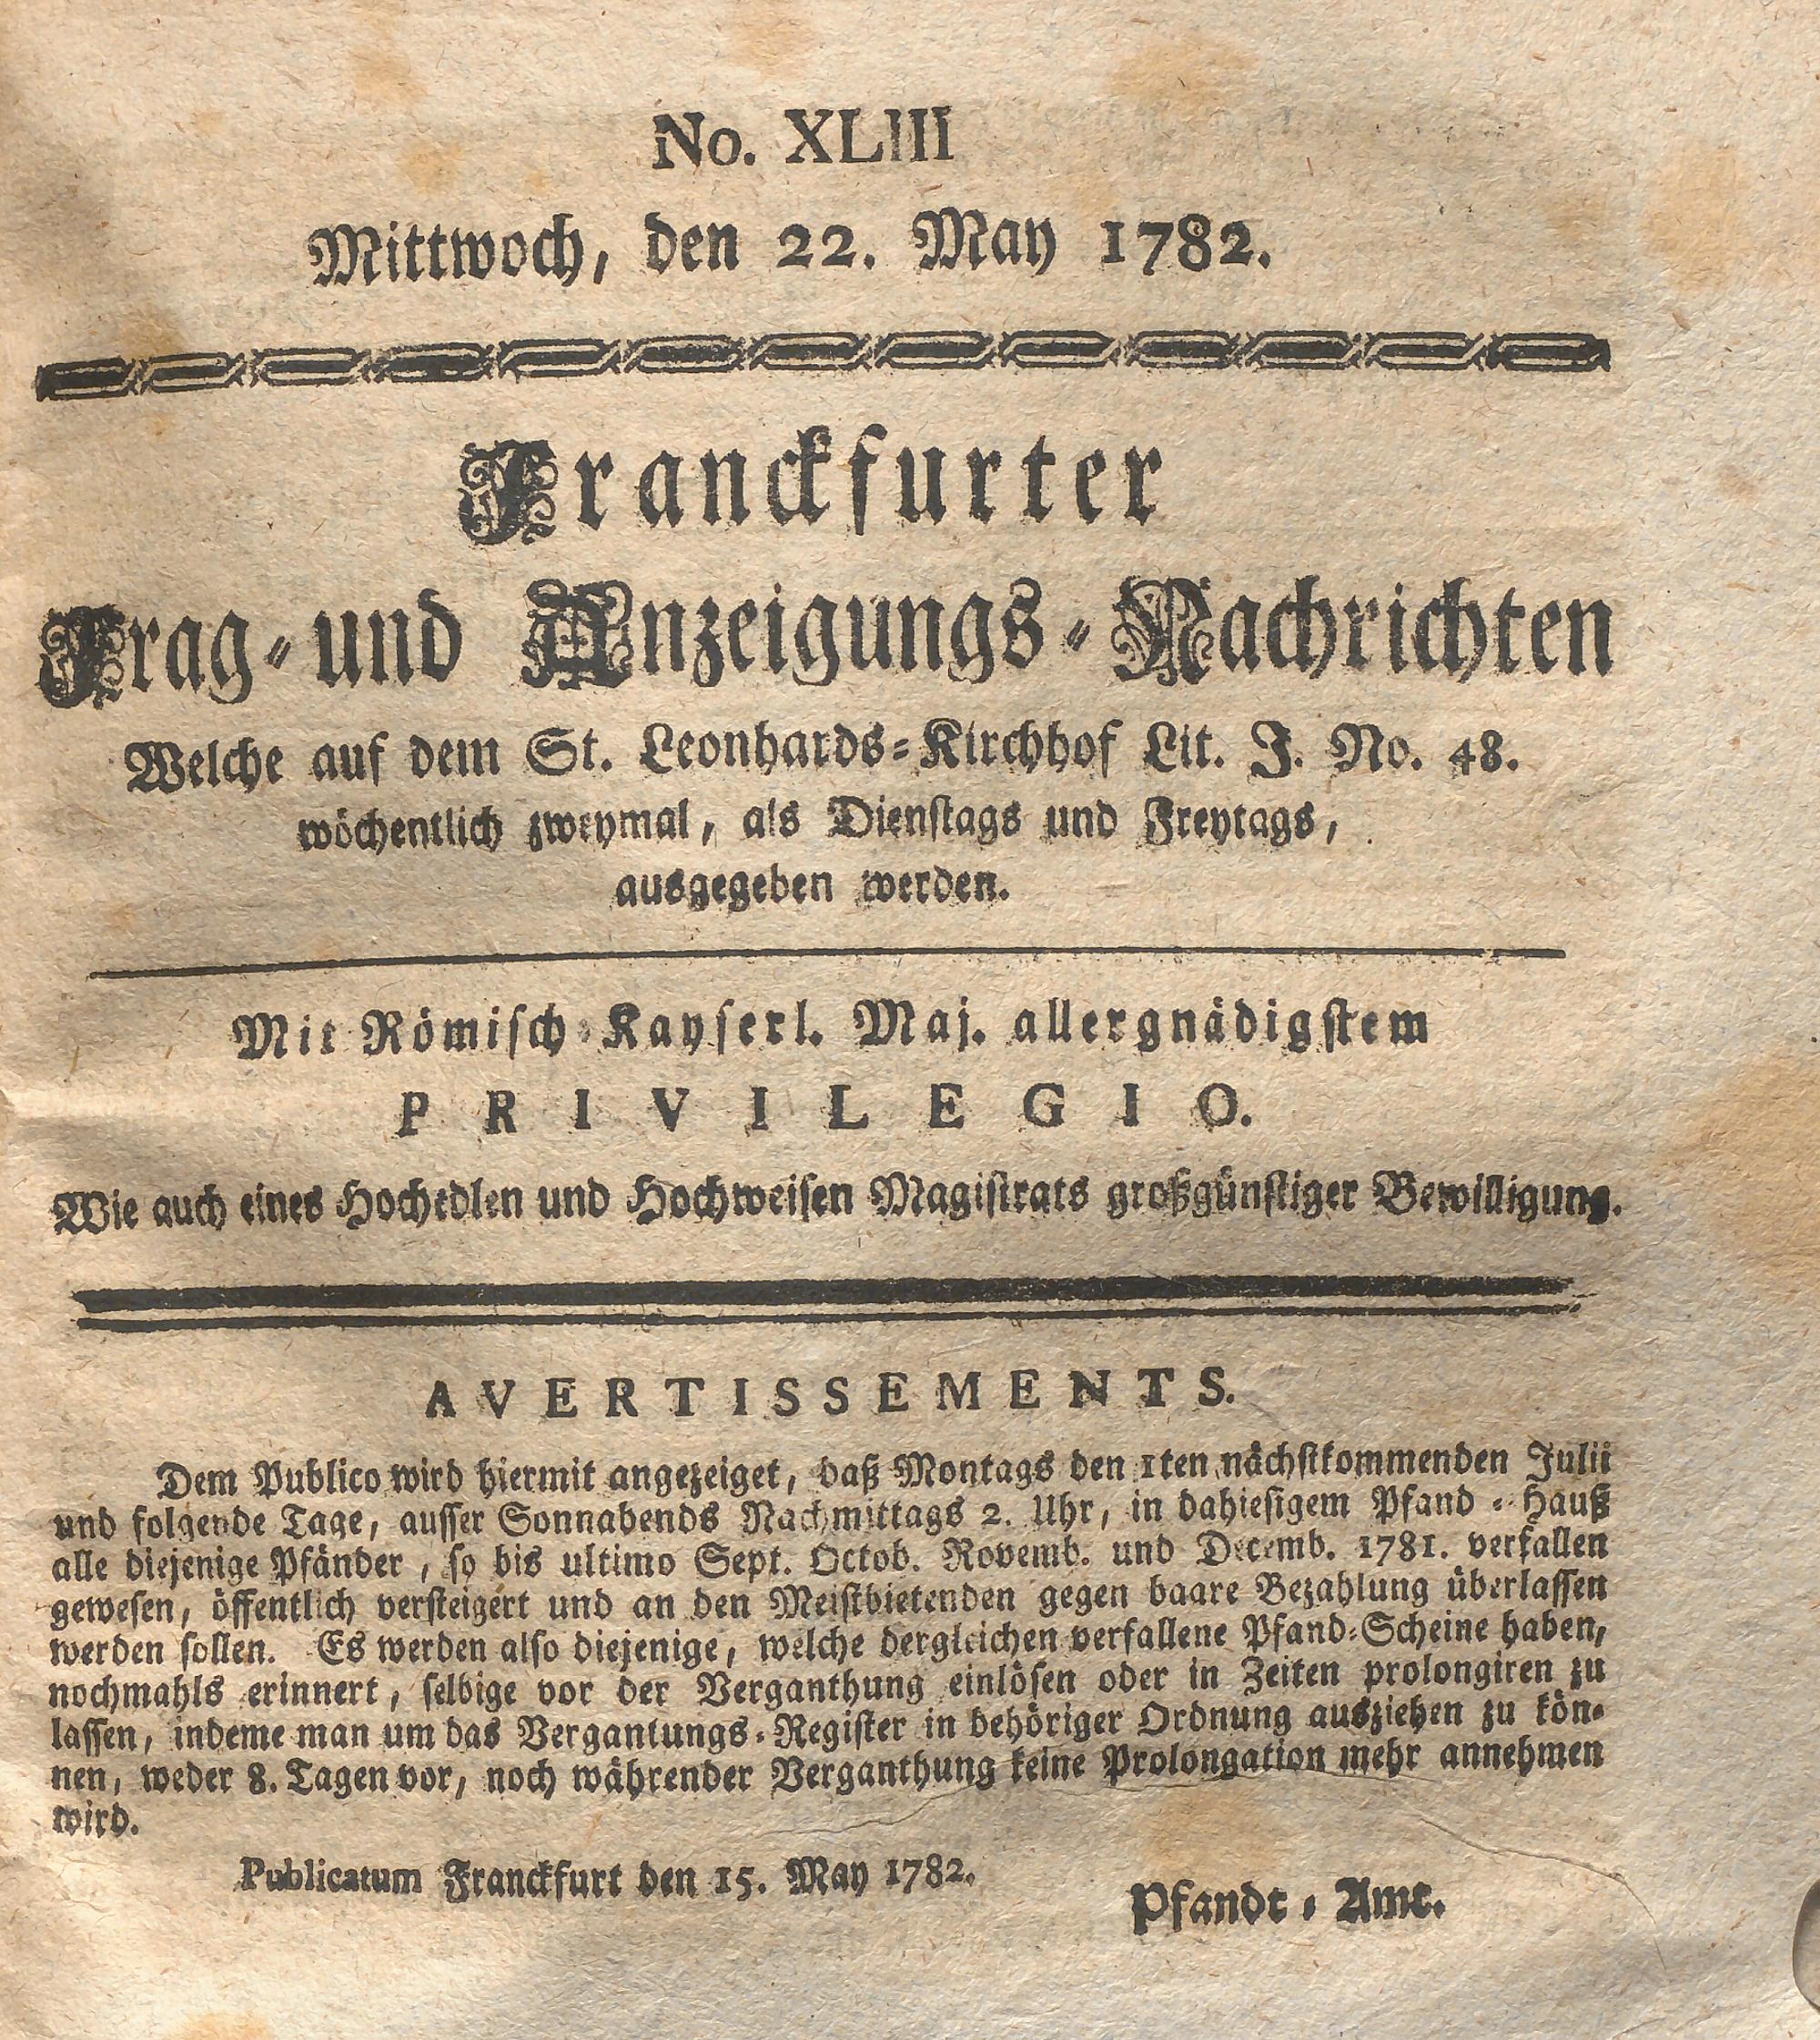 No. XLIII
Mittwoch, den 22. May 1782.
Franckfurter
Frag- und Anzeigungs-Nachrichten
Welche auf dem St. Leonhards-Kirchhof Lit. J. No. 48.
wöchentlich zweymal, als Dienstags und Freytags,
ausgegeben werden.
Mit Römisch-Kayserl. Maj. allergnädigstem
PRIVILEGIO.
Wie auch eines Hochedlen und Hochweisen Magistrats großgünstiger Bewilligung.
AVERTISSEMENTS.
Dem Publico wird hiermit angezeiget, daß Montags den 1ten nächstkommenden Julii
und folgende Tage, ausser Sonnabends Nachmittags 2. Uhr, in dahiesigem Pfand-Hauß
alle diejenige Pfänder, so bis ultimo Sept. Octob. Novemb. und Decemb. 1781. verfallen
gewesen, öffentlich versteigert und an den Meistbietenden gegen baare Bezahlung überlassen
werden sollen. Es werden also diejenige, welche dergleichen verfallene Pfand-Scheine haben,
nochmahls erinnert, selbige vor der Verganthung einlösen oder in Zeiten prolongiren zu
lassen, indeme man um das Vergantungs-Register in behöriger Ordnung ausziehen zu kön-
nen, weder 8. Tagen vor, noch währender Verganthung keine Prolongation mehr annehmen
wird.
Publicatum Franckfurt den 15. May 1782.
Pfandt-Amt.